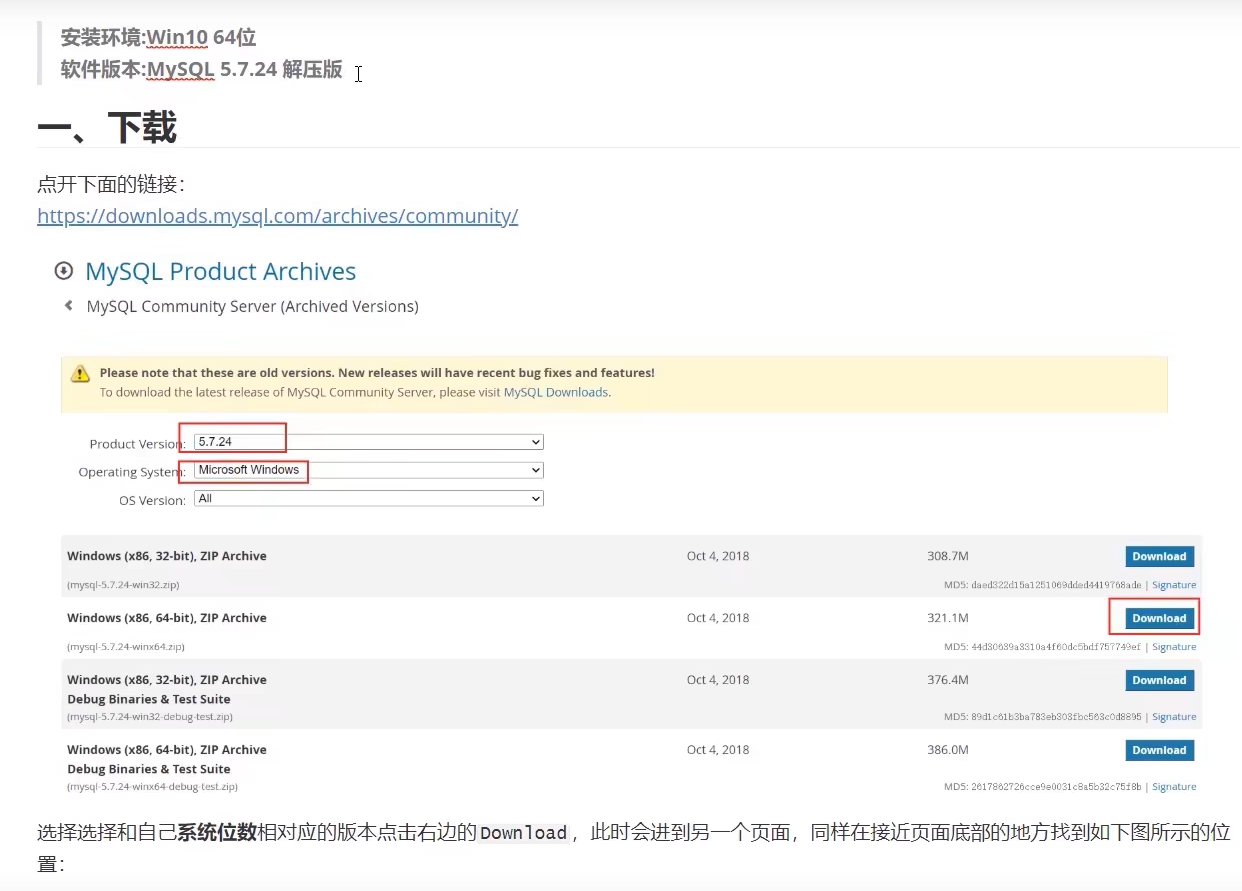 安装环境:Win10 64位
软件版本:MySQL 5.7.24 解压版
一、下载
点开下面的链接：
https://downloads.mysql.com/archives/community/
MySQL Product Archives
MySQL Community Server (Archived Versions)
Please note that these are old versions. New releases will have recent bug fixes and features!
To download the latest release of MySQL Community Server, please visit MySQL Downloads.
Product Version: 5.7.24
Operating System: Microsoft Windows
OS Version: All
Windows (x86, 32-bit), ZIP Archive Oct 4, 2018 308.7M Download
(mysql-5.7.24-win32.zip) MD5: daed322d15a1251069dded4419768ade | Signature
Windows (x86, 64-bit), ZIP Archive Oct 4, 2018 321.1M Download
(mysql-5.7.24-winx64.zip) MD5: 44d30639a3310a4f60dc5bdf757749ef | Signature
Windows (x86, 32-bit), ZIP Archive Oct 4, 2018 376.4M Download
Debug Binaries & Test Suite
(mysql-5.7.24-win32-debug-test.zip) MD5: 89d1c61b3ba783eb303fbc563c0d8895 | Signature
Windows (x86, 64-bit), ZIP Archive Oct 4, 2018 386.0M Download
Debug Binaries & Test Suite
(mysql-5.7.24-winx64-debug-test.zip) MD5: 2617862726cce9e0031c8a5b32c75f8b | Signature
选择选择和自己系统位数相对应的版本点击右边的Download，此时会进到另一个页面，同样在接近页面底部的地方找到如下图所示的位
置：